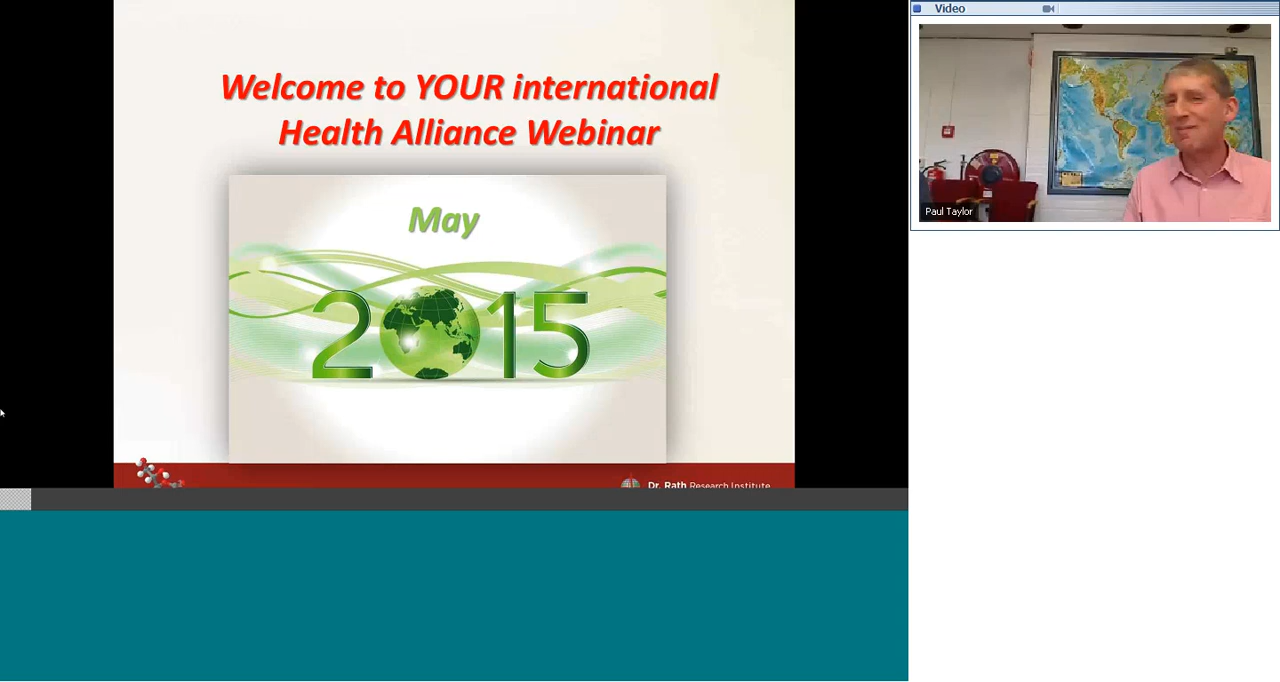 Welcome to YOUR international
Health Alliance Webinar
May
2015
Dr. Rath Research Institute
Video
Paul Taylor